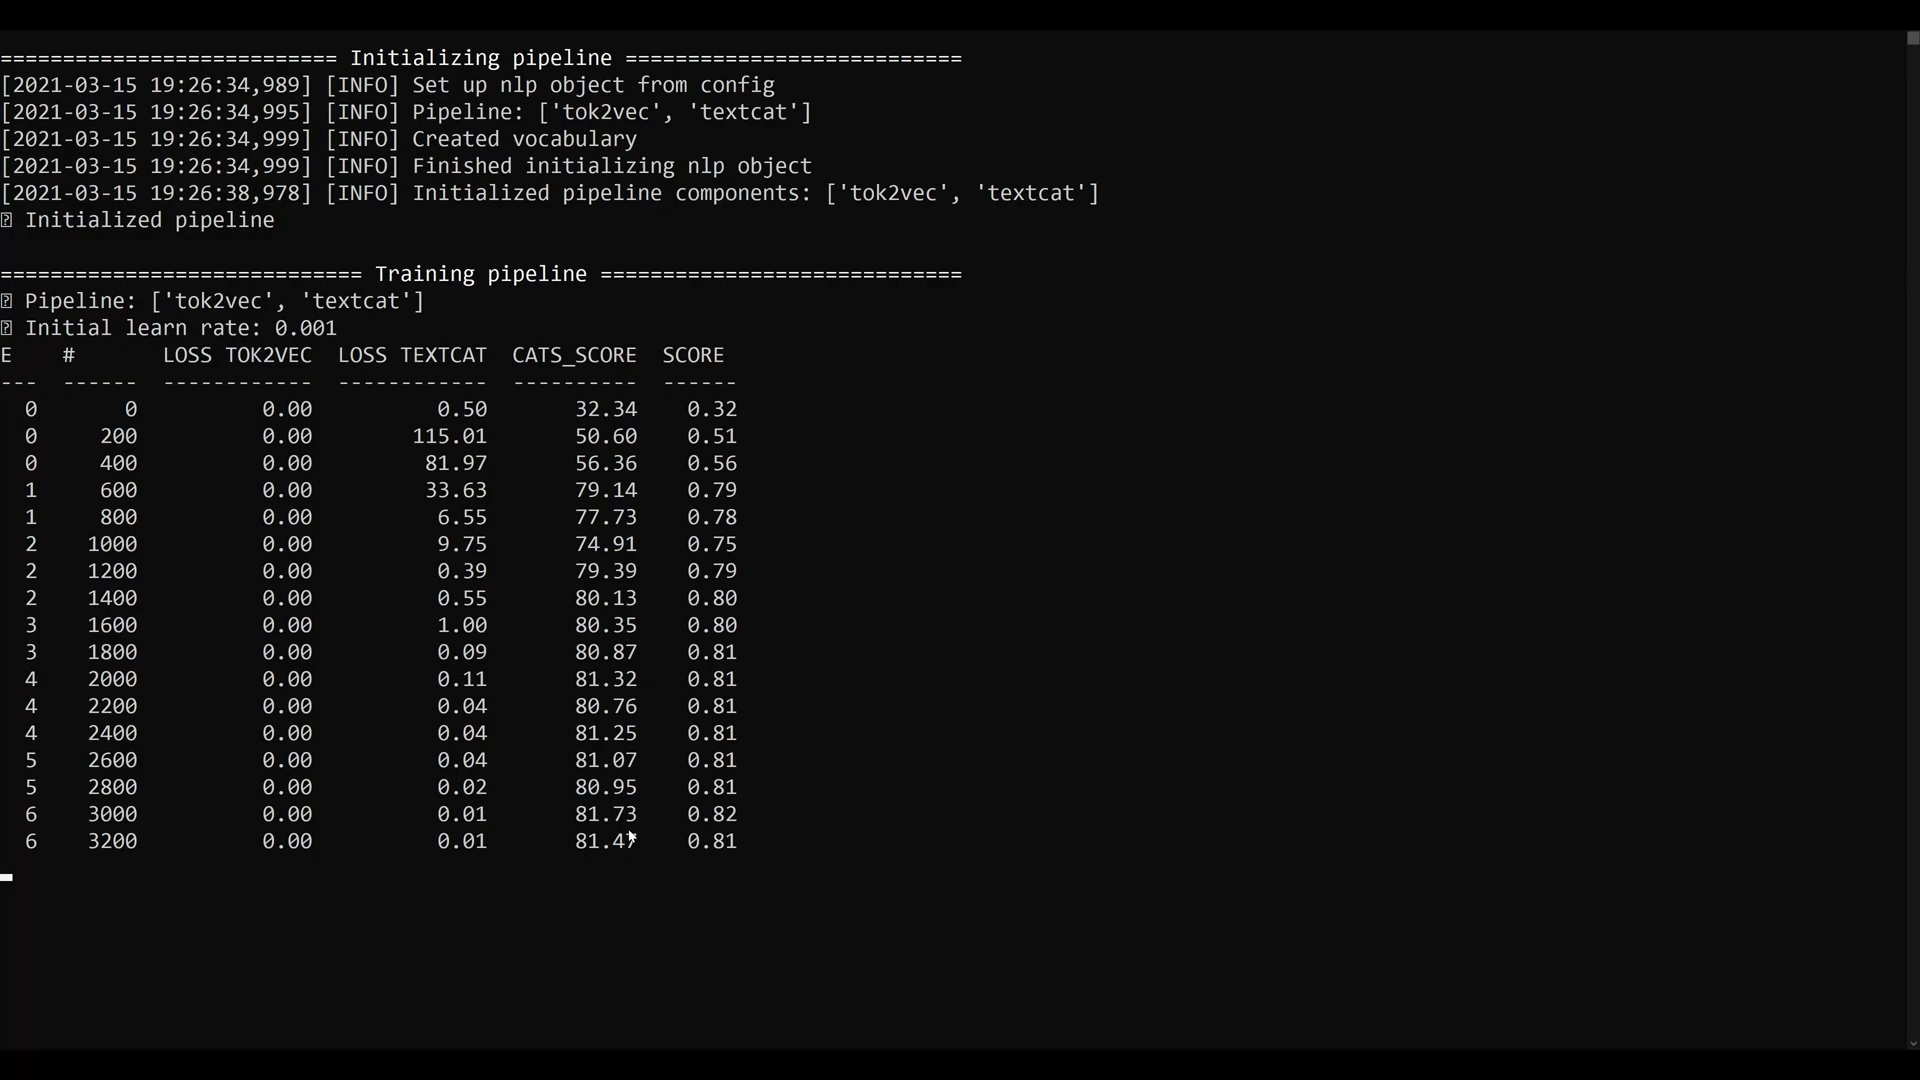 =========================== Initializing pipeline ===========================
[2021-03-15 19:26:34,989] [INFO] Set up nlp object from config
[2021-03-15 19:26:34,995] [INFO] Pipeline: ['tok2vec', 'textcat']
[2021-03-15 19:26:34,999] [INFO] Created vocabulary
[2021-03-15 19:26:34,999] [INFO] Finished initializing nlp object
[2021-03-15 19:26:38,978] [INFO] Initialized pipeline components: ['tok2vec', 'textcat']
⍰ Initialized pipeline
============================= Training pipeline =============================
⍰ Pipeline: ['tok2vec', 'textcat']
⍰ Initial learn rate: 0.001
E    #       LOSS TOK2VEC  LOSS TEXTCAT  CATS_SCORE  SCORE
---  ------  ------------  ------------  ----------  ------
  0       0          0.00          0.50       32.34    0.32
  0     200          0.00        115.01       50.60    0.51
  0     400          0.00         81.97       56.36    0.56
  1     600          0.00         33.63       79.14    0.79
  1     800          0.00          6.55       77.73    0.78
  2    1000          0.00          9.75       74.91    0.75
  2    1200          0.00          0.39       79.39    0.79
  2    1400          0.00          0.55       80.13    0.80
  3    1600          0.00          1.00       80.35    0.80
  3    1800          0.00          0.09       80.87    0.81
  4    2000          0.00          0.11       81.32    0.81
  4    2200          0.00          0.04       80.76    0.81
  4    2400          0.00          0.04       81.25    0.81
  5    2600          0.00          0.04       81.07    0.81
  5    2800          0.00          0.02       80.95    0.81
  6    3000          0.00          0.01       81.73    0.82
  6    3200          0.00          0.01       81.47    0.81